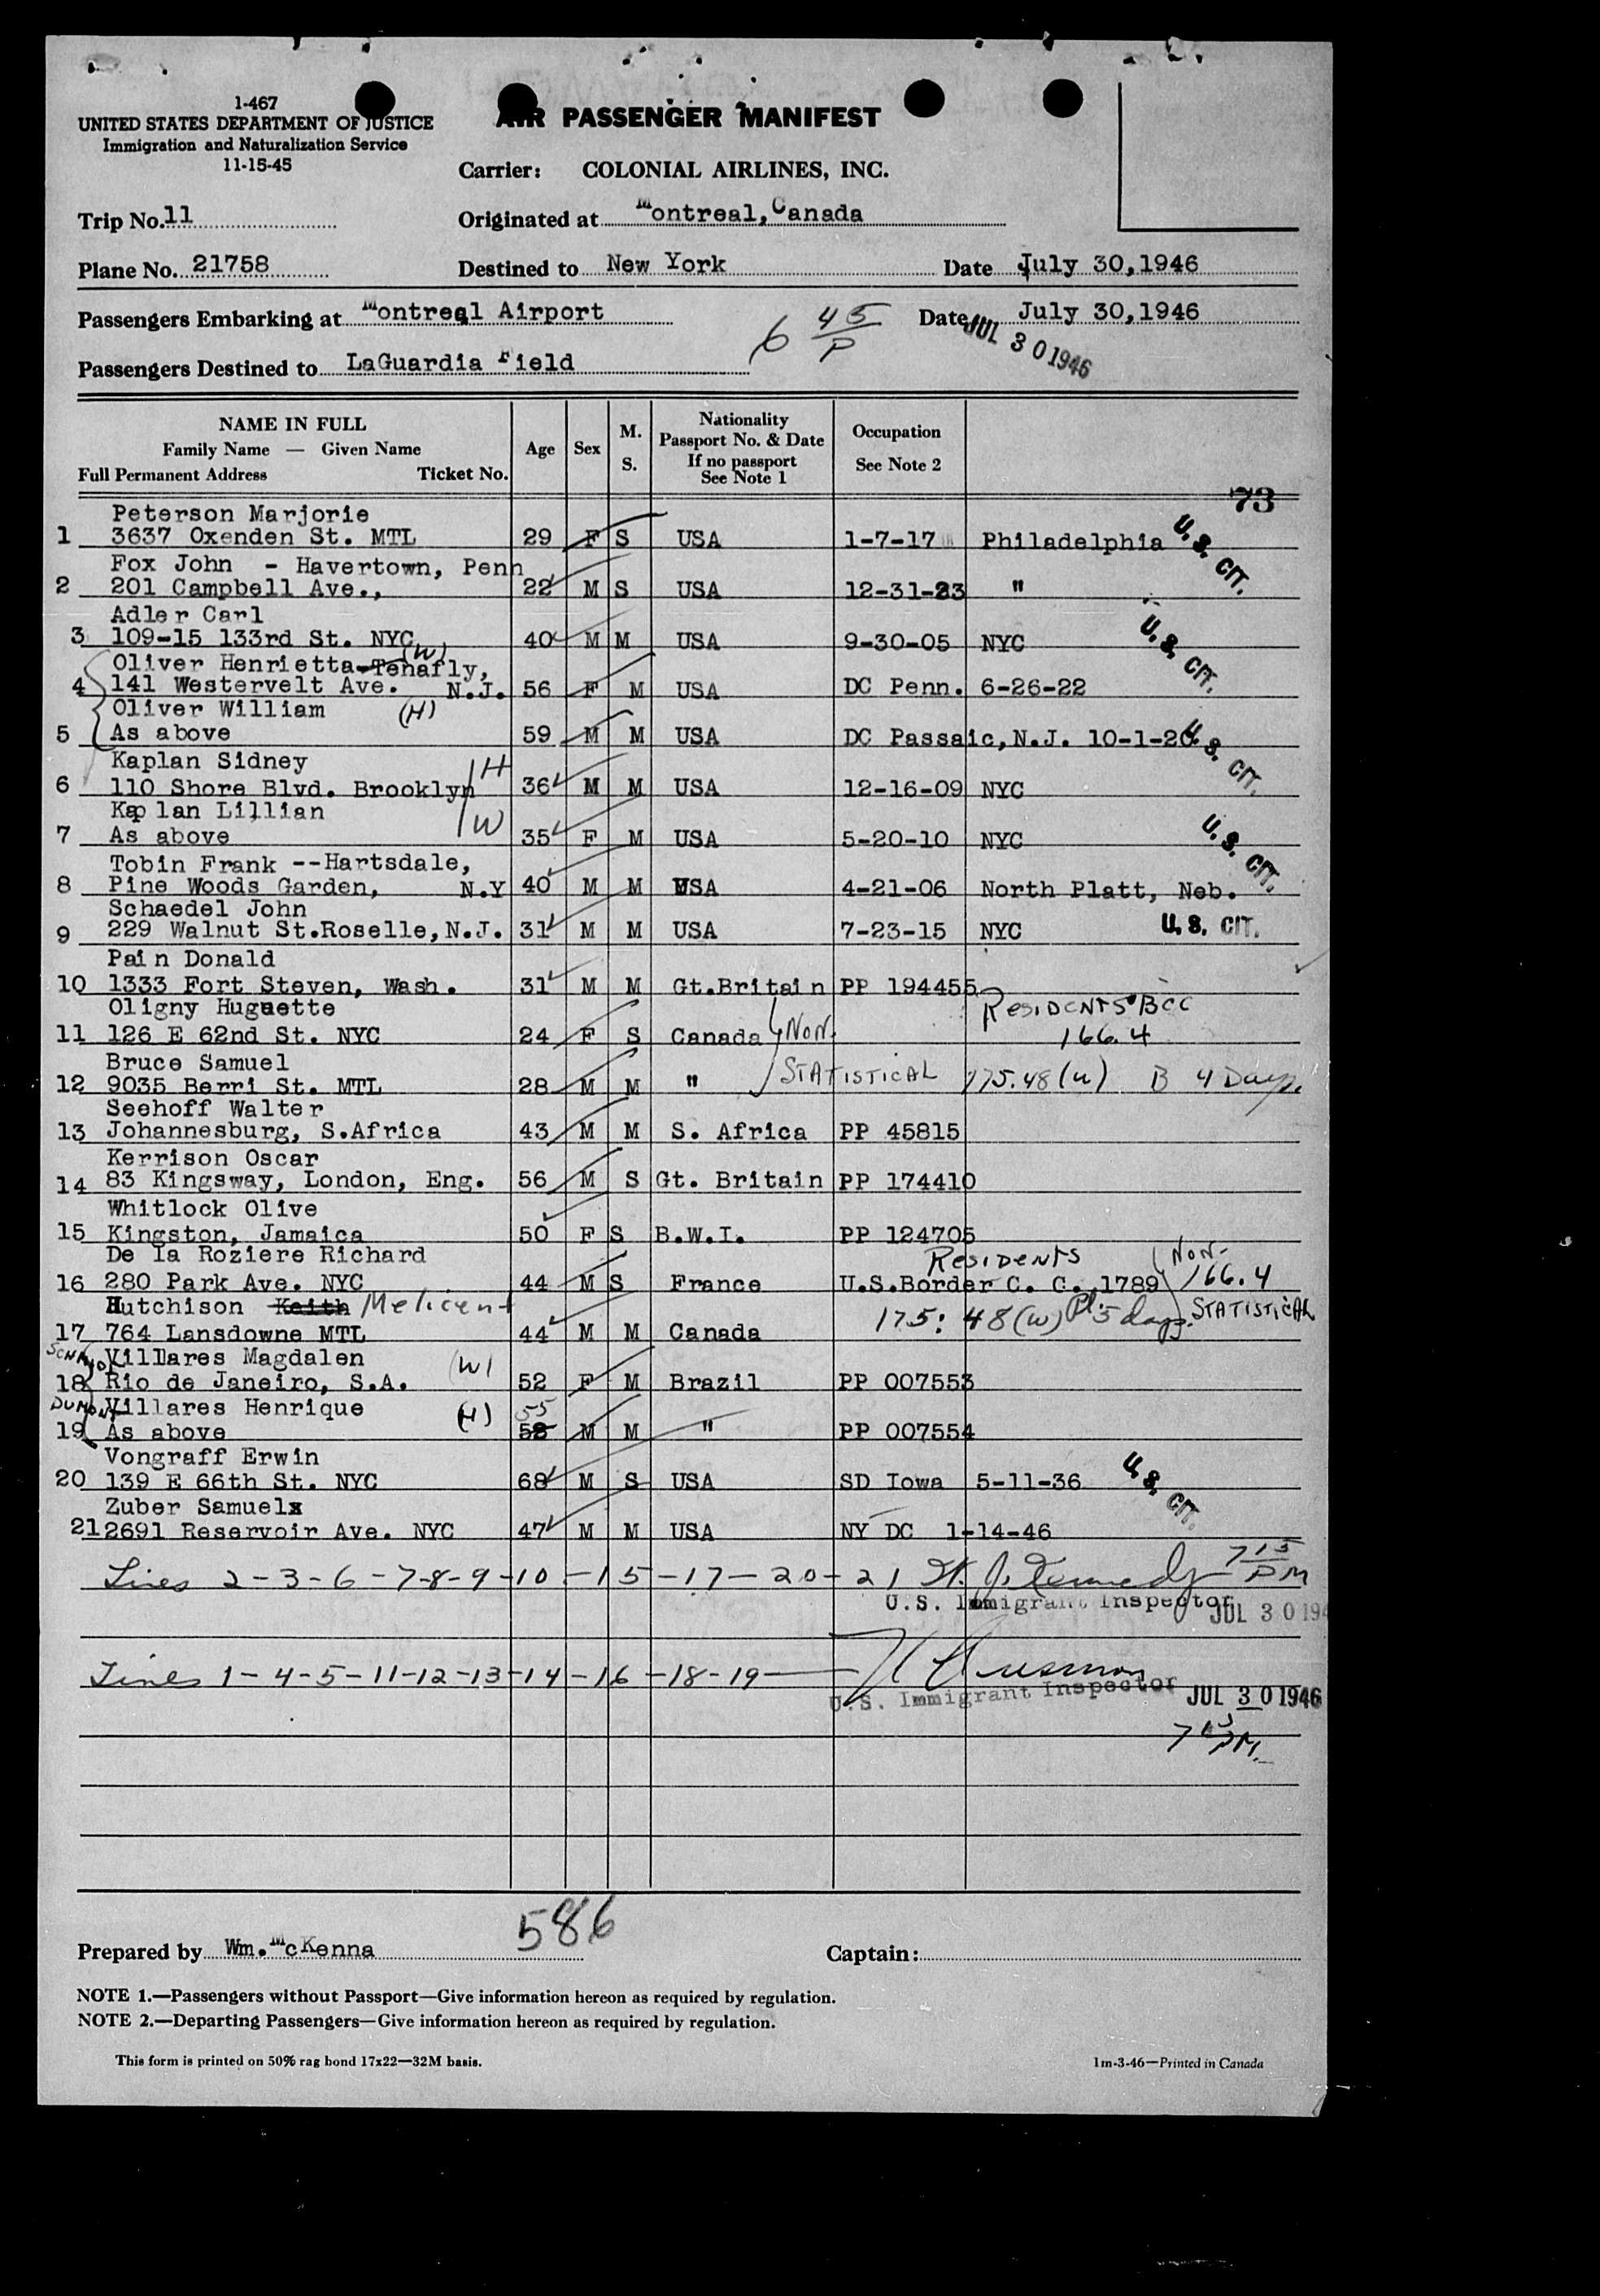 1-467
UNITED STATES DEPARTMENT OF JUSTICE
Immigration and Naturalization Service
11-15-45
AIR PASSENGER MANIFEST
Carrier: COLONIAL AIRLINES, INC.
Trip No. 11 Originated at Montreal, Canada
Plane No. 21758 Destined to New York Date July 30,1946
Passengers Embarking at Montreal Airport 6 45 P Date July 30,1946
JUL 30 1946
Passengers Destined to LaGuardia Field
NAME IN FULL
Family Name — Given Name
Full Permanent Address Ticket No.
Age Sex M. S.
Nationality
Passport No. & Date
If no passport
See Note 1
Occupation
See Note 2
73
Peterson Marjorie
1 3637 Oxenden St. MTL 29 F S USA 1-7-17 Philadelphia U. S. CIT.
Fox John - Havertown, Penn
2 201 Campbell Ave., 22 M S USA 12-31-23 "
Adler Carl
3 109-15 133rd St. NYC 40 M M USA 9-30-05 NYC U. S. CIT.
Oliver Henrietta-Tenafly, (W)
4 141 Westervelt Ave. N.J. 56 F M USA DC Penn. 6-26-22
Oliver William (H)
5 As above 59 M M USA DC Passaic,N.J. 10-1-20 U. S. CIT.
Kaplan Sidney H
6 110 Shore Blvd. Brooklyn 36 M M USA 12-16-09 NYC
Kaplan Lillian W
7 As above 35 F M USA 5-20-10 NYC U. S. CIT.
Tobin Frank --Hartsdale,
8 Pine Woods Garden, N.Y 40 M M USA 4-21-06 North Platt, Neb.
Schaedel John
9 229 Walnut St.Roselle,N.J. 31 M M USA 7-23-15 NYC U. S. CIT.
Pain Donald
10 1333 Fort Steven, Wash. 31 M M Gt.Britain PP 194455
Oligny Huguette RESIDENTS BCC
11 126 E 62nd St. NYC 24 F S Canada NON. 166.4
Bruce Samuel
12 9035 Berri St. MTL 28 M M " STATISTICAL 175.48(w) B 4 Days.
Seehoff Walter
13 Johannesburg, S.Africa 43 M M S. Africa PP 45815
Kerrison Oscar
14 83 Kingsway, London, Eng. 56 M S Gt. Britain PP 174410
Whitlock Olive
15 Kingston, Jamaica 50 F S B.W.I. PP 124705
De la Roziere Richard RESIDENTS NON-
16 280 Park Ave. NYC 44 M S France U.S.Border C. C. 1789 166.4
Hutchison Keith Melicent STATISTICAL
17 764 Lansdowne MTL 44 M M Canada 175:48(w) Pl. 5 days.
Villares Magdalen (W)
18 Rio de Janeiro, S.A. 52 F M Brazil PP 007553
DUMONT Villares Henrique (H) 55
19 As above 58 M M " PP 007554
Vongraff Erwin
20 139 E 66th St. NYC 68 M S USA SD Iowa 5-11-36 U. S. CIT.
Zuber Samuelx
21 2691 Reservoir Ave. NYC 47 M M USA NY DC 1-14-46
Lines 2-3-6-7-8-9-10-15-17-20-21 Kennedy 7 15 PM
U.S. Immigrant Inspector JUL 30 194
Lines 1-4-5-11-12-13-14-16-18-19
U.S. Immigrant Inspector JUL 30 1946
7 15 PM.
586
Prepared by Wm. McKenna Captain:
NOTE 1.—Passengers without Passport—Give information hereon as required by regulation.
NOTE 2.—Departing Passengers—Give information hereon as required by regulation.
This form is printed on 50% rag bond 17x22—32M basis. 1m-3-46—Printed in Canada